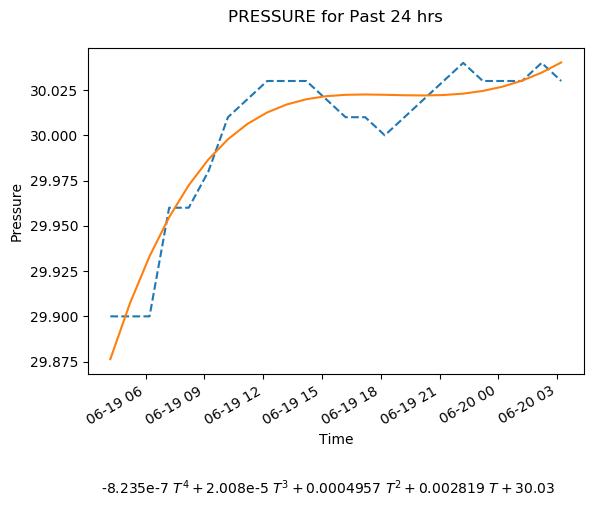 PRESSURE for Past 24 hrs
30.025
30.000
29.975
29.950
29.925
29.900
29.875
Pressure
06-19 06 06-19 09 06-19 12 06-19 15 06-19 18 06-19 21 06-20 00 06-20 03
Time
-8.235e-7 T⁴ + 2.008e-5 T³ + 0.0004957 T² + 0.002819 T + 30.03